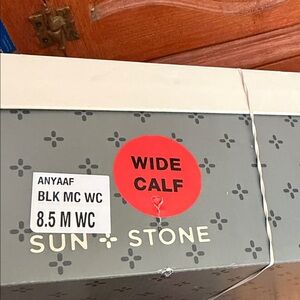 WIDE
CALF
ANYAAF
BLK MC WC
8.5 M WC
SUN STONE